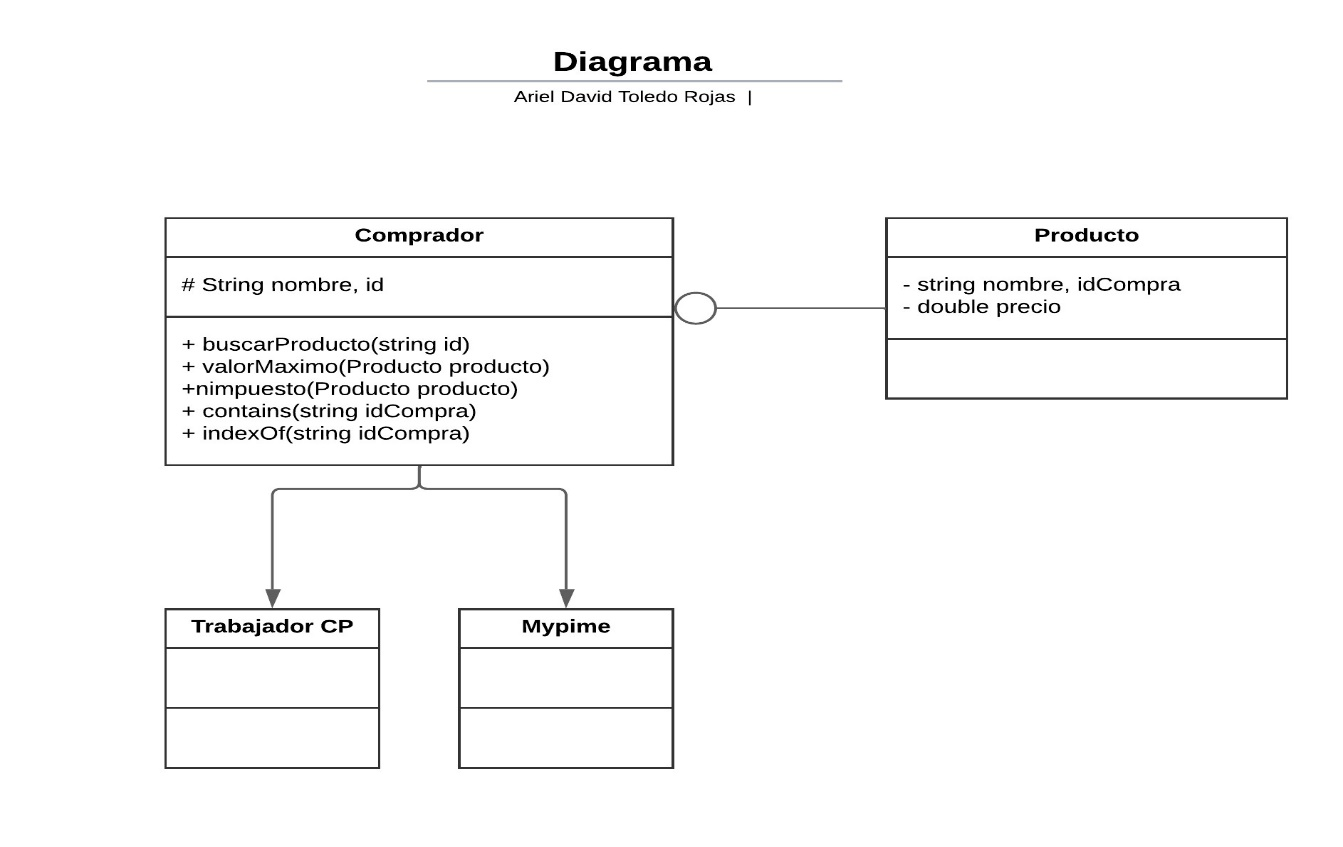 Diagrama
Ariel David Toledo Rojas |
Comprador
# String nombre, id
+ buscarProducto(string id)
+ valorMaximo(Producto producto)
+nimpuesto(Producto producto)
+ contains(string idCompra)
+ indexOf(string idCompra)
Producto
- string nombre, idCompra
- double precio
Trabajador CP
Mypime